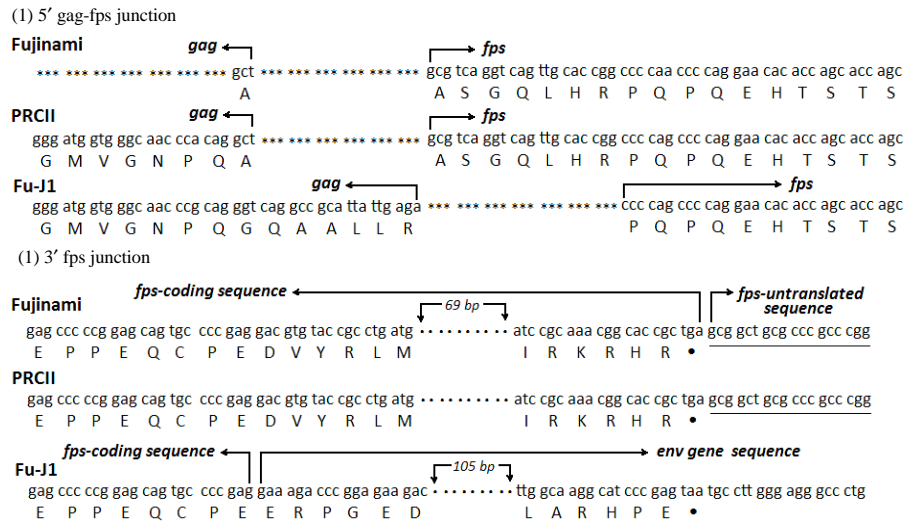 (1) 5′ gag-fps junction
Fujinami
gag fps
*** *** *** *** *** *** *** gct *** *** *** *** *** *** gcg tca ggt cag ttg cac cgg ccc caa ccc cag gaa cac acc agc acc agc
A A S G Q L H R P Q P Q E H T S T S
PRCII
gag fps
ggg atg gtg ggc aac cca cag gct *** *** *** *** *** *** gcg tca ggt cag ttg cac cgg ccc cag ccc cag gaa cac acc agc acc agc
G M V G N P Q A A S G Q L H R P Q P Q E H T S T S
Fu-J1
gag fps
ggg atg gtg ggc aac ccg cag ggt cag gcc gca tta ttg aga *** *** *** *** *** *** *** ccc cag ccc cag gaa cac acc agc acc agc
G M V G N P Q G Q A A L L R P Q P Q E H T S T S
(1) 3′ fps junction
fps-coding sequence fps-untranslated
Fujinami 69 bp sequence
gag ccc ccg gag cag tgc ccc gag gac gtg tac cgc ctg atg · · · · · · · · · · atc cgc aaa cgg cac cgc tga gcg gct gcg ccc gcc cgg
E P P E Q C P E D V Y R L M I R K R H R •
PRCII
gag ccc ccg gag cag tgc ccc gag gac gtg tac cgc ctg atg · · · · · · · · · · atc cgc aaa cgg cac cgc tga gcg gct gcg ccc gcc cgg
E P P E Q C P E D V Y R L M I R K R H R •
fps-coding sequence env gene sequence
Fu-J1 105 bp
gag ccc ccg gag cag tgc ccc gag gaa aga ccc gga gaa gac · · · · · · · · · ttg gca agg cat ccc gag taa tgc ctt ggg agg gcc ctg
E P P E Q C P E E R P G E D L A R H P E •